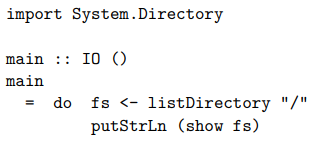 import System.Directory

main :: IO ()
main
  =  do  fs <- listDirectory "/"
         putStrLn (show fs)